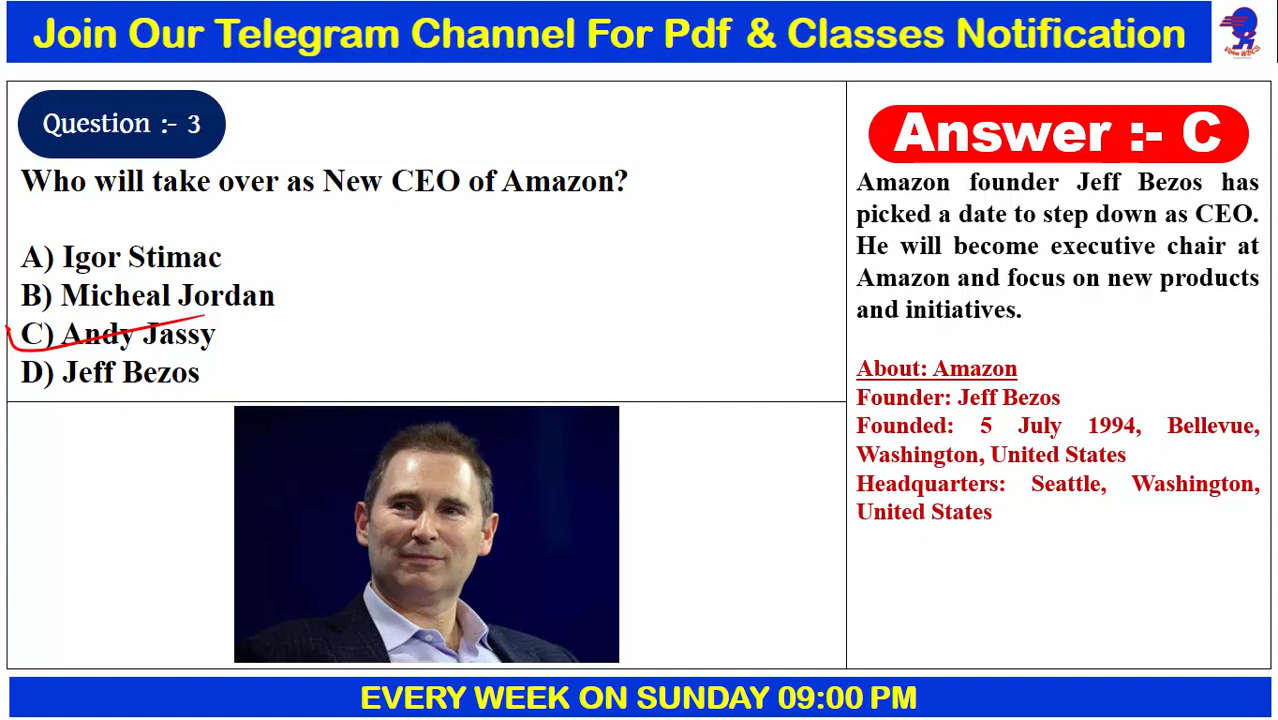 Join Our Telegram Channel For Pdf & Classes Notification
Question :- 3
Who will take over as New CEO of Amazon?
A) Igor Stimac
B) Micheal Jordan
C) Andy Jassy
D) Jeff Bezos
Answer :- C
Amazon founder Jeff Bezos has
picked a date to step down as CEO.
He will become executive chair at
Amazon and focus on new products
and initiatives.
About: Amazon
Founder: Jeff Bezos
Founded: 5 July 1994, Bellevue,
Washington, United States
Headquarters: Seattle, Washington,
United States
EVERY WEEK ON SUNDAY 09:00 PM